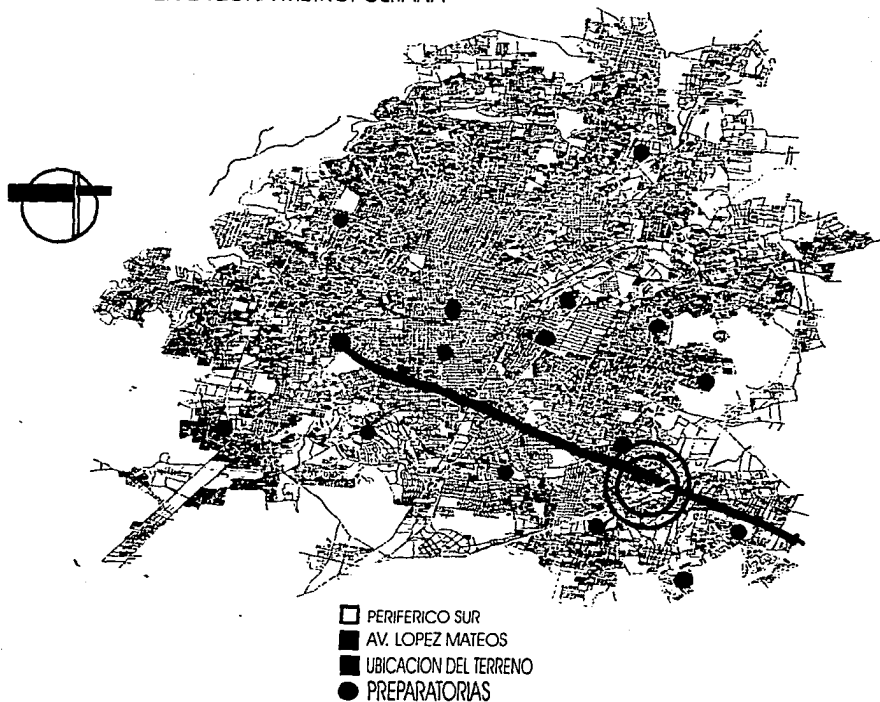 PERIFERICO SUR
AV. LOPEZ MATEOS
UBICACION DEL TERRENO
PREPARATORIAS